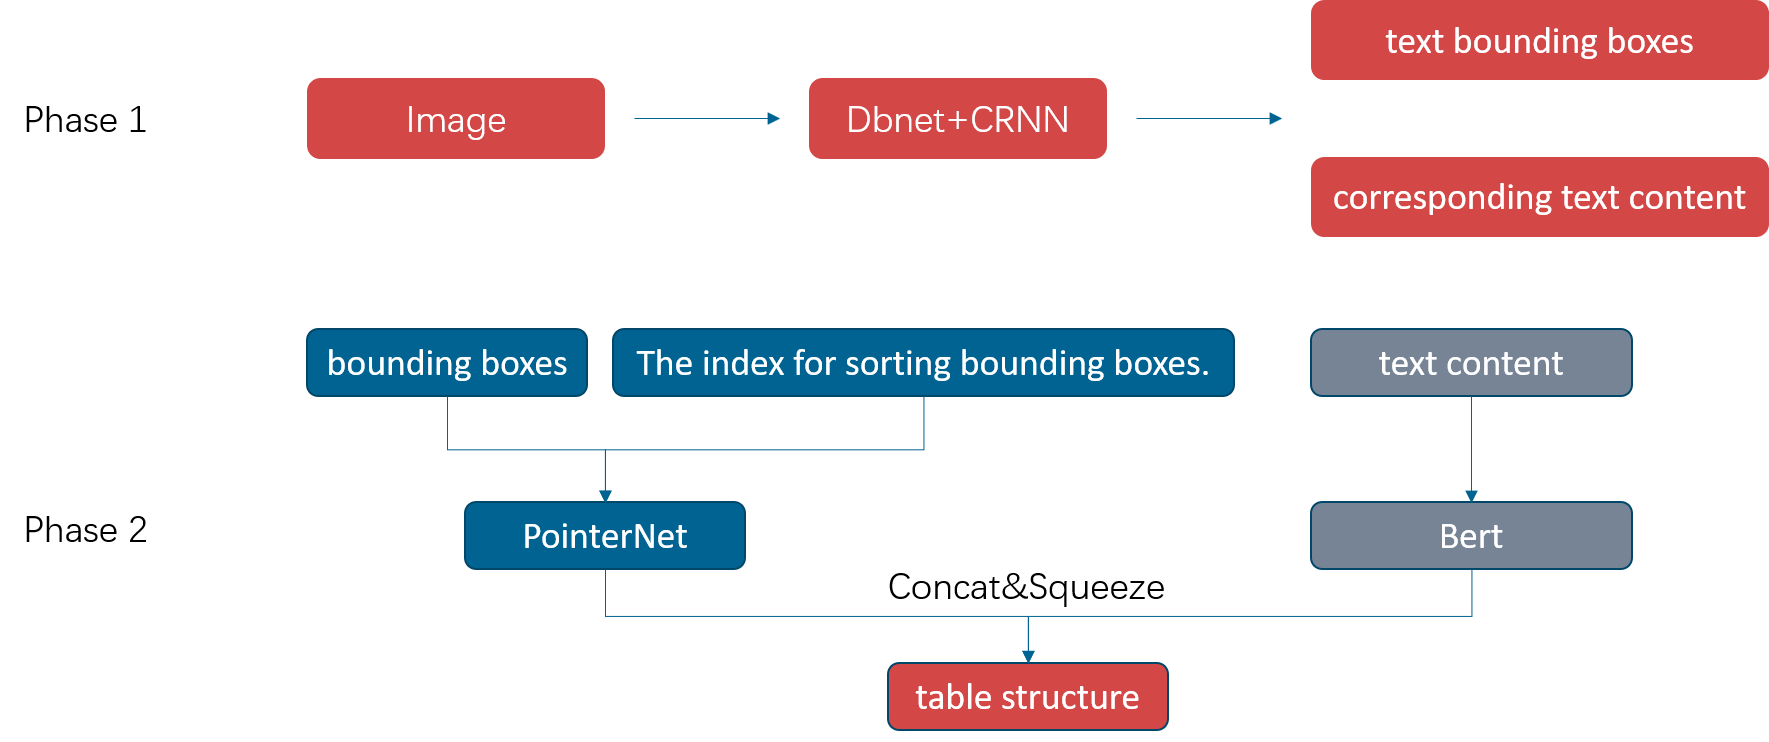 Phase 1
Image
Dbnet+CRNN
text bounding boxes
corresponding text content
Phase 2
bounding boxes
The index for sorting bounding boxes.
text content
PointerNet
Bert
Concat&Squeeze
table structure